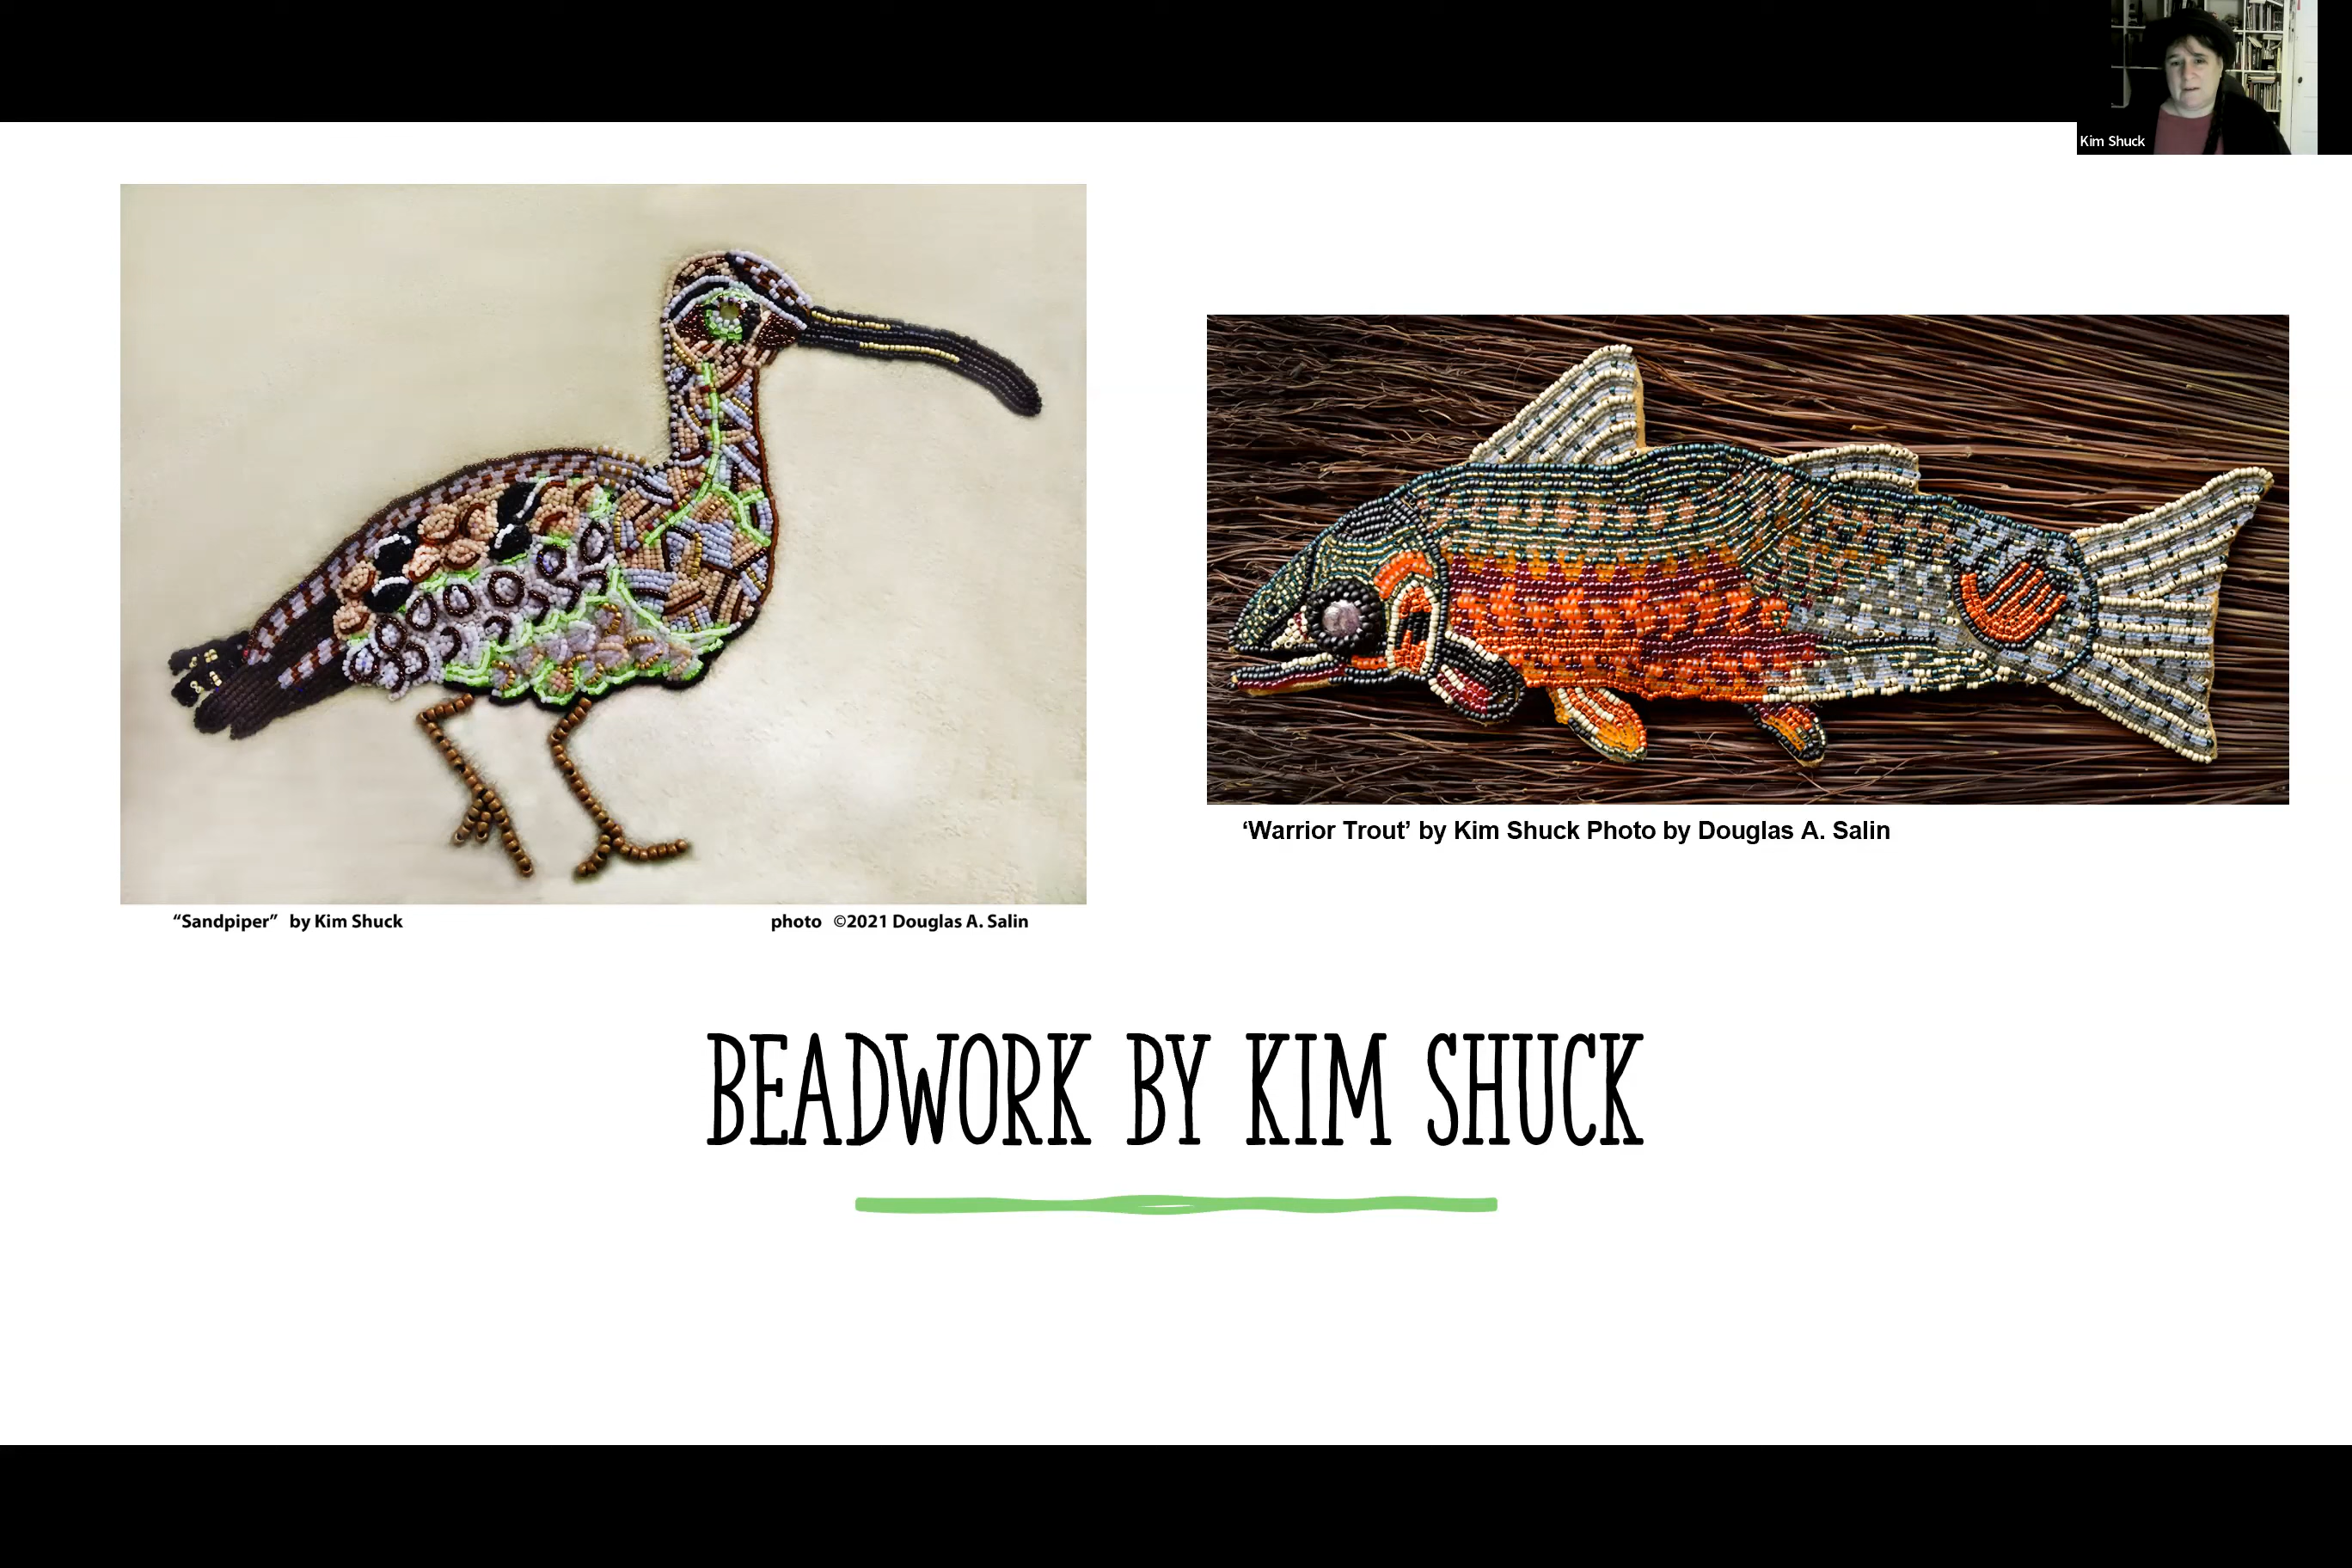 Kim Shuck
‘Warrior Trout’ by Kim Shuck Photo by Douglas A. Salin
“Sandpiper” by Kim Shuck
photo ©2021 Douglas A. Salin
BEADWORK BY KIM SHUCK